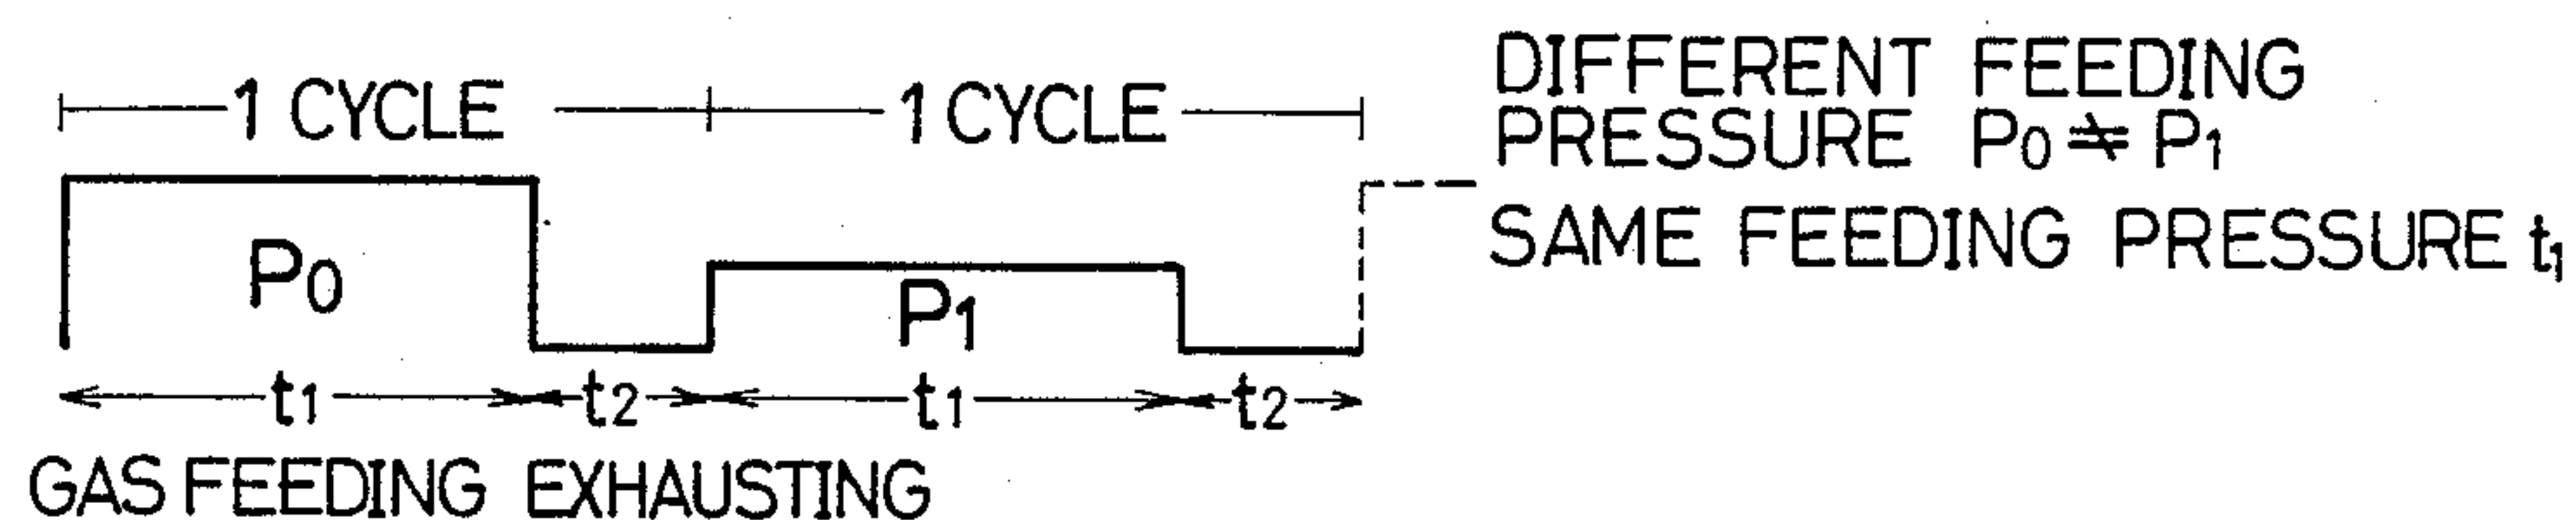 1 CYCLE 1 CYCLE
DIFFERENT FEEDING
PRESSURE P0 ≠ P1
SAME FEEDING PRESSURE t1
P0
P1
t1 t2 t1 t2
GAS FEEDING EXHAUSTING